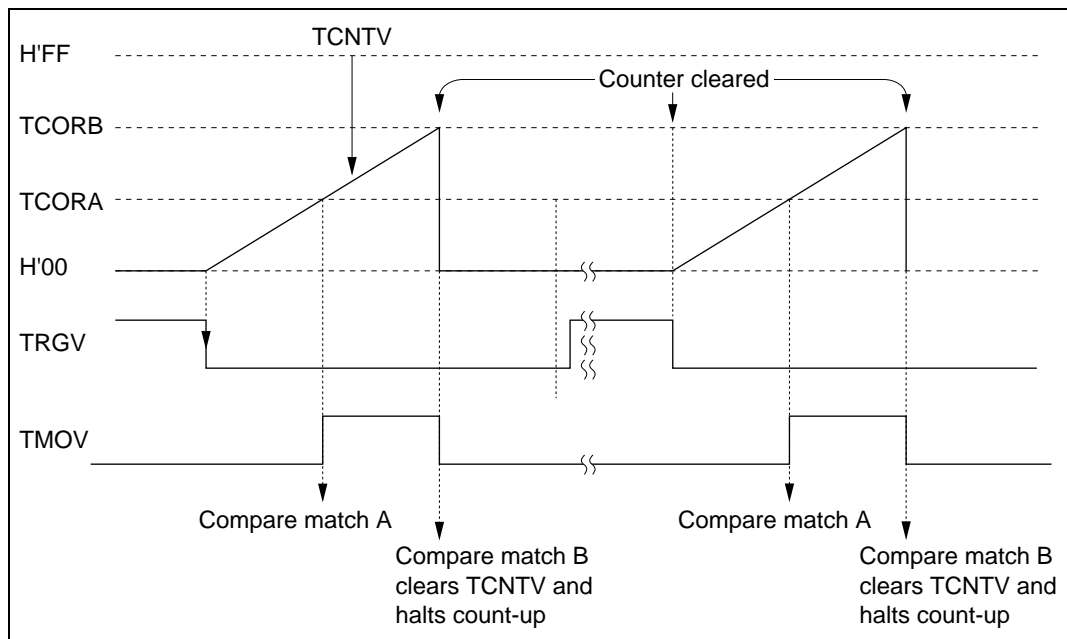 TCNTV
H'FF
Counter cleared
TCORB
TCORA
H'00
TRGV
TMOV
Compare match A
Compare match A
Compare match B
clears TCNTV and
halts count-up
Compare match B
clears TCNTV and
halts count-up